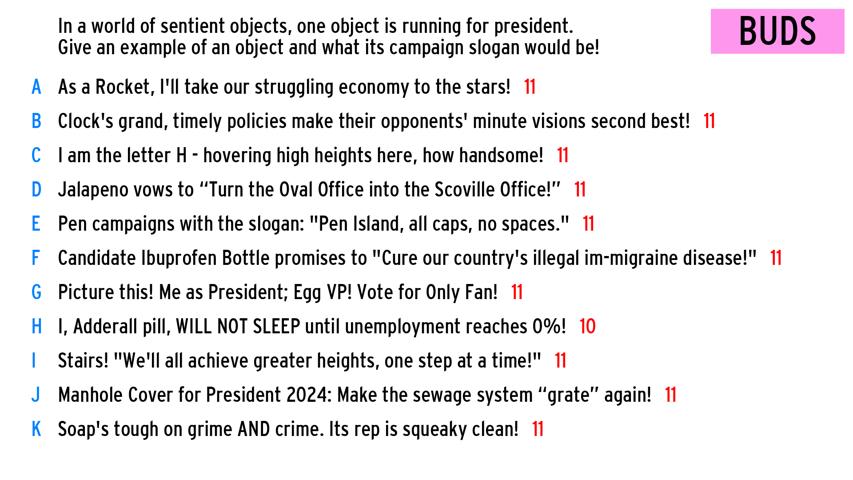 In a world of sentient objects, one object is running for president.
Give an example of an object and what its campaign slogan would be!
BUDS
A As a Rocket, I'll take our struggling economy to the stars! 11
B Clock's grand, timely policies make their opponents' minute visions second best! 11
C I am the letter H - hovering high heights here, how handsome! 11
D Jalapeno vows to “Turn the Oval Office into the Scoville Office!” 11
E Pen campaigns with the slogan: "Pen Island, all caps, no spaces." 11
F Candidate Ibuprofen Bottle promises to "Cure our country's illegal im-migraine disease!" 11
G Picture this! Me as President; Egg VP! Vote for Only Fan! 11
H I, Adderall pill, WILL NOT SLEEP until unemployment reaches 0%! 10
I Stairs! "We'll all achieve greater heights, one step at a time!" 11
J Manhole Cover for President 2024: Make the sewage system “grate” again! 11
K Soap's tough on grime AND crime. Its rep is squeaky clean! 11